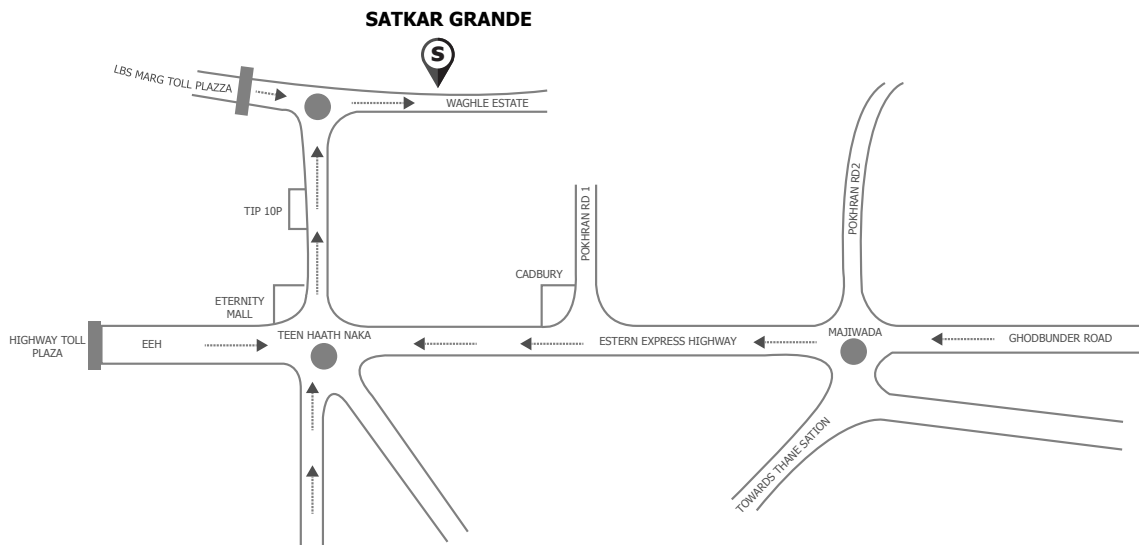 SATKAR GRANDE
S
LBS MARG TOLL PLAZZA
WAGHLE ESTATE
TIP 10P
POKHRAN RD 1
POKHRAN RD2
CADBURY
ETERNITY
MALL
HIGHWAY TOLL
PLAZA
EEH
TEEN HAATH NAKA
ESTERN EXPRESS HIGHWAY
MAJIWADA
GHODBUNDER ROAD
TOWARDS THANE SATION